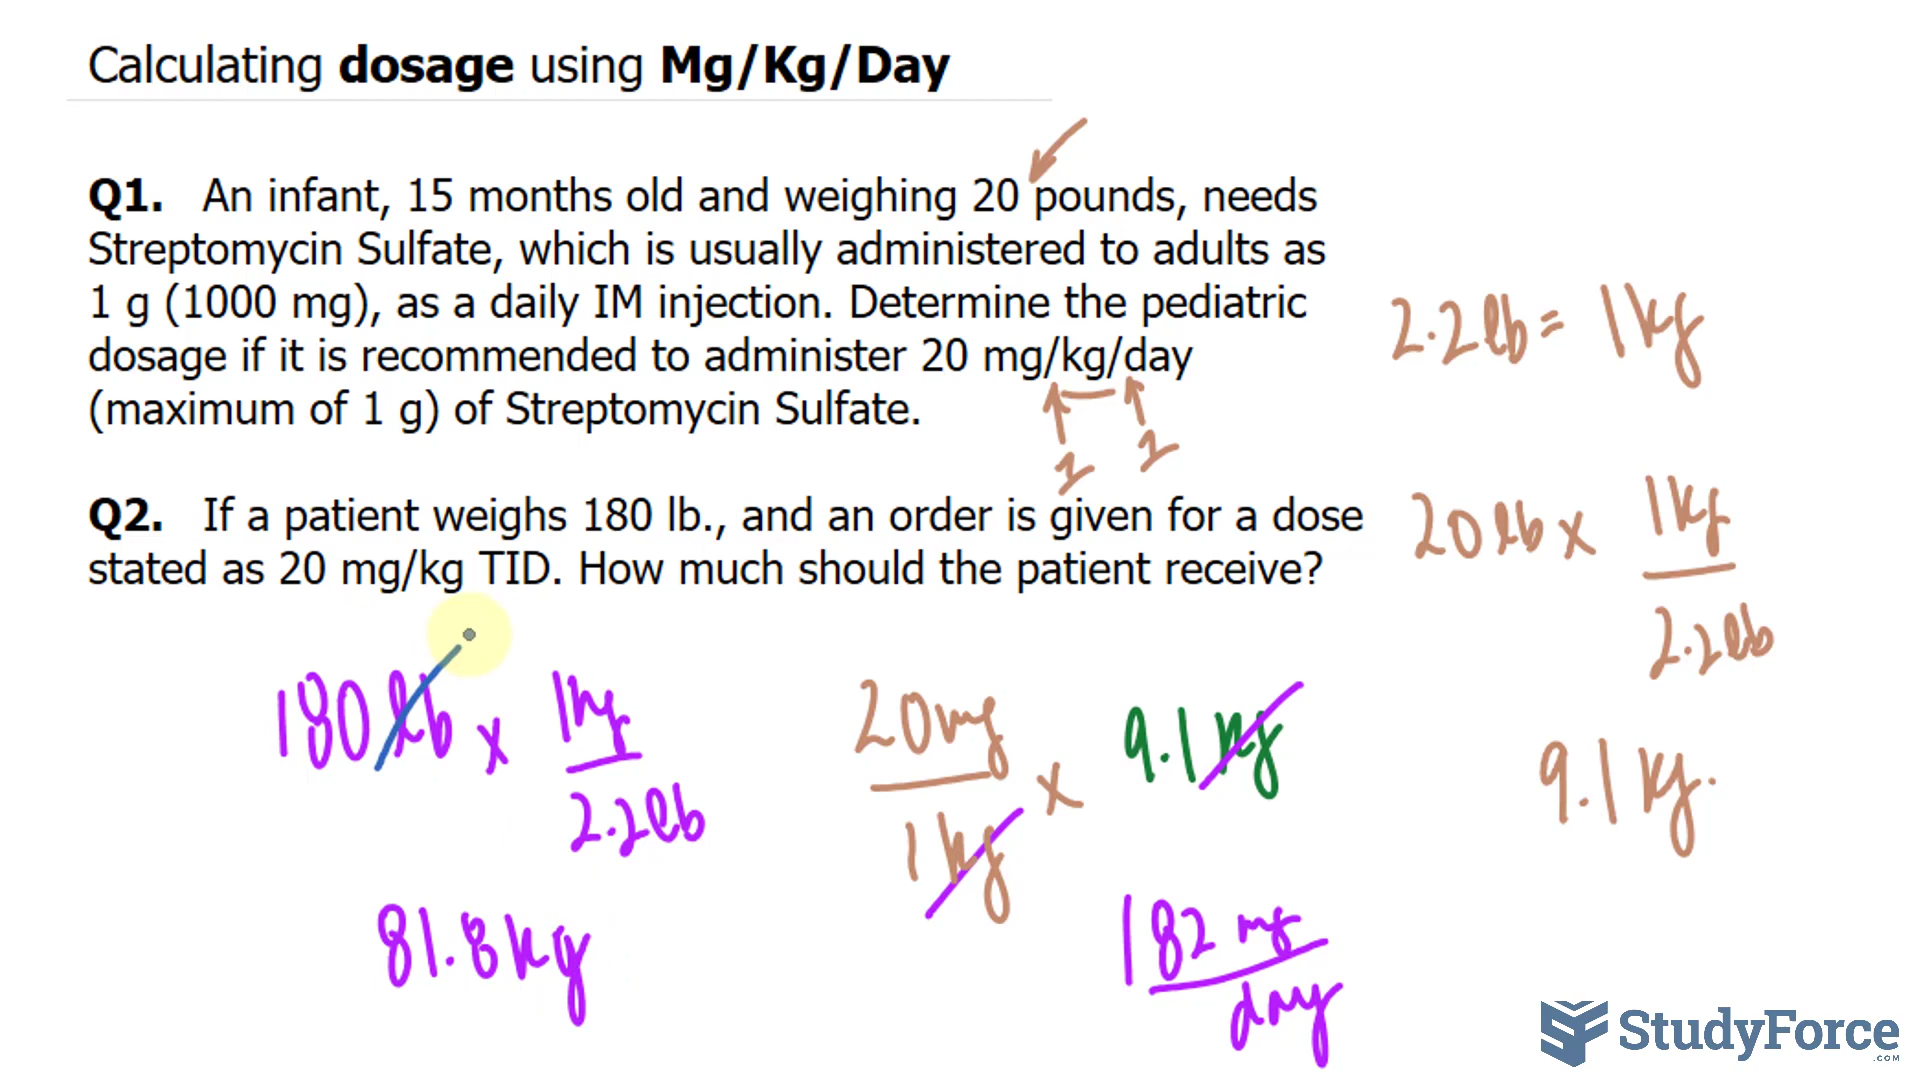 Calculating dosage using Mg/Kg/Day
Q1. An infant, 15 months old and weighing 20 pounds, needs
Streptomycin Sulfate, which is usually administered to adults as
1 g (1000 mg), as a daily IM injection. Determine the pediatric
dosage if it is recommended to administer 20 mg/kg/day
(maximum of 1 g) of Streptomycin Sulfate.
1 1
Q2. If a patient weighs 180 lb., and an order is given for a dose
stated as 20 mg/kg TID. How much should the patient receive?
2.2lb = 1kg
20lb x 1kg
2.2lb
9.1kg.
180lb x 1kg
2.2lb
81.8kg
20mg
1kg
x 9.1kg
182 mg
day
StudyForce
.COM